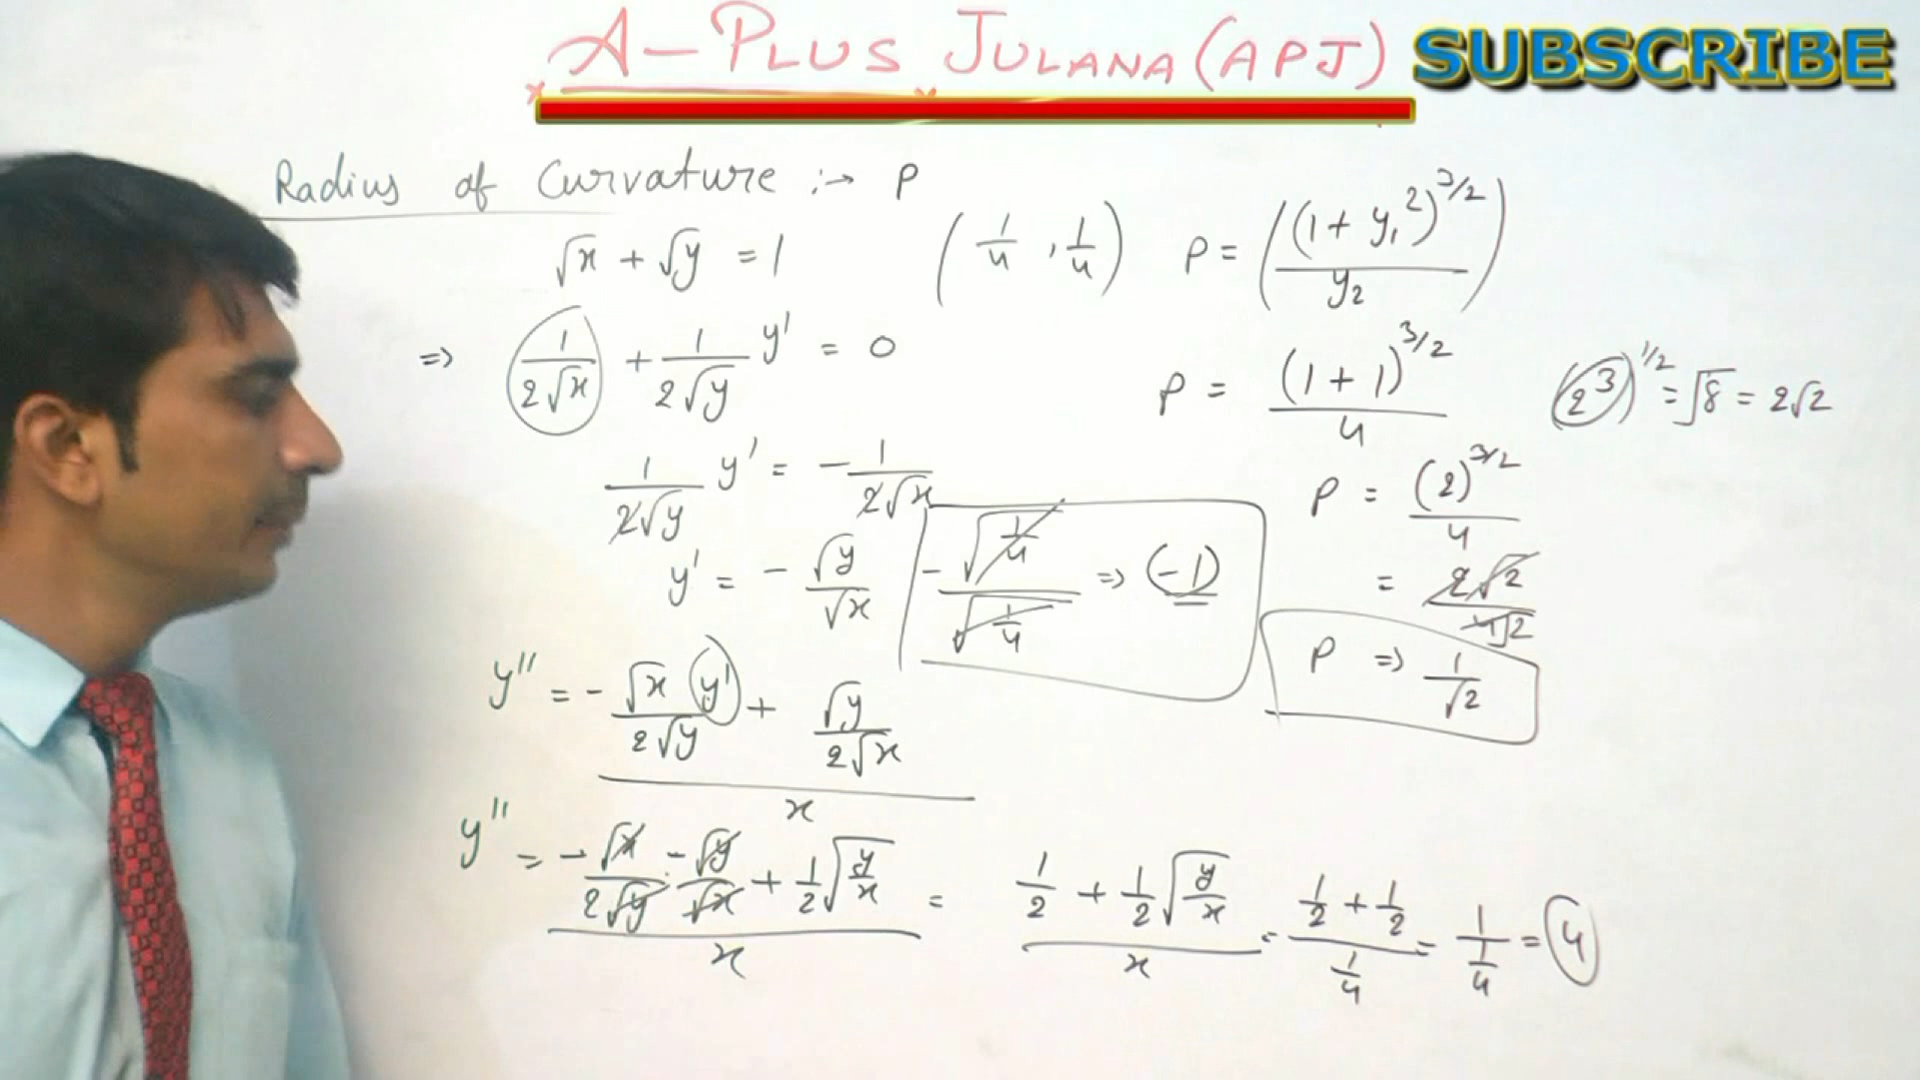 A-PLUS JULANA (APJ)
SUBSCRIBE
Radius of Curvature :→ ρ
√x + √y = 1
(1/4, 1/4)
ρ = ((1 + y₁²)^3/2 / y₂)
=> 1/2√x + 1/2√y y' = 0
ρ = (1+1)^3/2 / 4
(2³)^1/2 = √8 = 2√2
1/2√y y' = -1/2√x
ρ = (2)^3/2 / 4
y' = -√y/√x
-√1/4 / √1/4 => (-1)
= 2√2 / 4√2
ρ => 1/√2
y'' = (-√x (y') / 2√y + √y/2√x) / x
y'' = (-√x/2√y · -√y/√x + 1/2 √y/x) / x = (1/2 + 1/2 √y/x) / x = (1/2 + 1/2) / 1/4 = 1 / 1/4 = 4